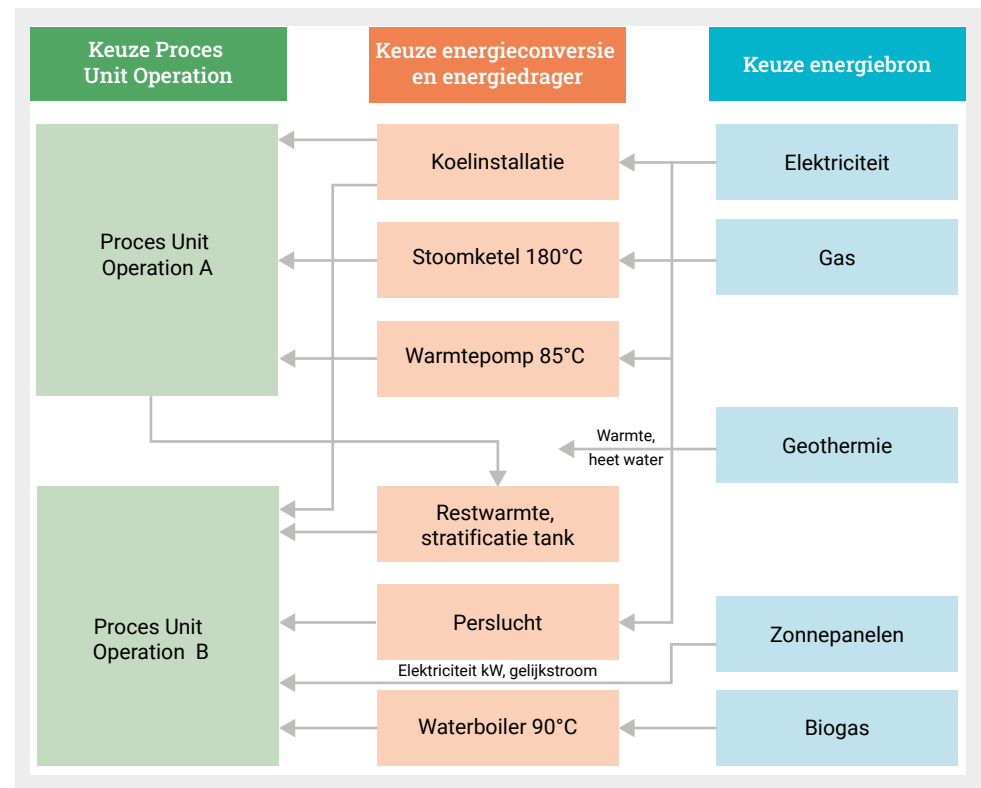 Keuze Proces
Unit Operation
Keuze energieconversie
en energiedrager
Keuze energiebron
Proces Unit
Operation A
Koelinstallatie
Elektriciteit
Stoomketel 180°C
Gas
Warmtepomp 85°C
Warmte,
heet water
Geothermie
Proces Unit
Operation B
Restwarmte,
stratificatie tank
Perslucht
Zonnepanelen
Elektriciteit kW, gelijkstroom
Waterboiler 90°C
Biogas